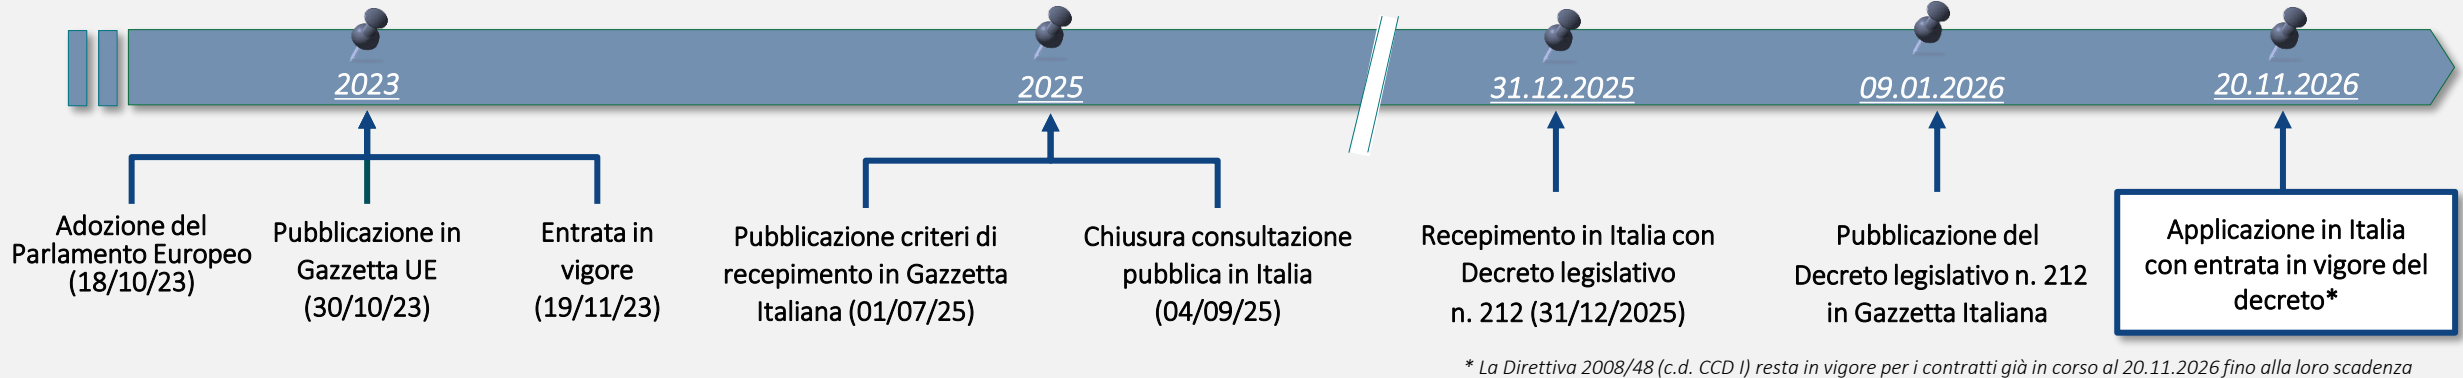 2023
2025
31.12.2025
09.01.2026
20.11.2026
Adozione del
Parlamento Europeo
(18/10/23)
Pubblicazione in
Gazzetta UE
(30/10/23)
Entrata in
vigore
(19/11/23)
Pubblicazione criteri di
recepimento in Gazzetta
Italiana (01/07/25)
Chiusura consultazione
pubblica in Italia
(04/09/25)
Recepimento in Italia con
Decreto legislativo
n. 212 (31/12/2025)
Pubblicazione del
Decreto legislativo n. 212
in Gazzetta Italiana
Applicazione in Italia
con entrata in vigore del
decreto*
* La Direttiva 2008/48 (c.d. CCD I) resta in vigore per i contratti già in corso al 20.11.2026 fino alla loro scadenza